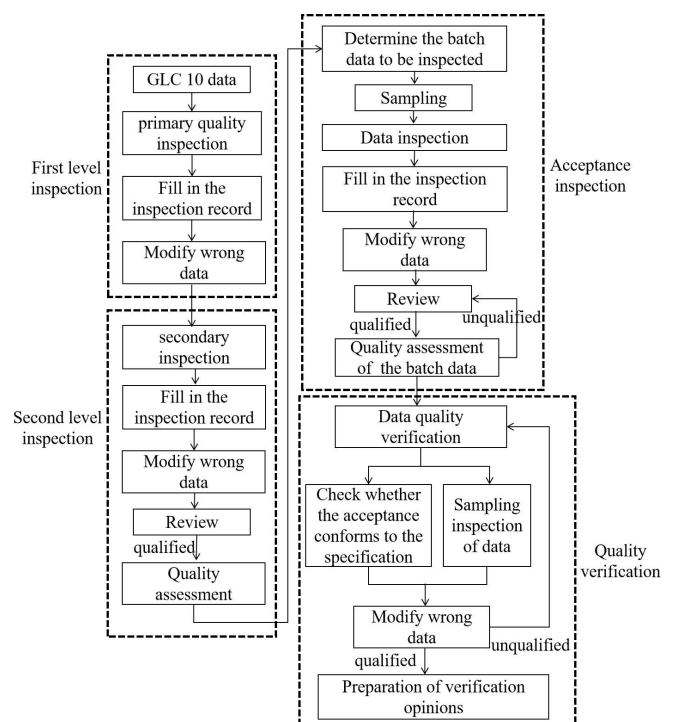 GLC 10 data
primary quality
inspection
Fill in the
inspection record
Modify wrong
data
First level
inspection
secondary
inspection
Fill in the
inspection record
Modify wrong
data
Review
qualified
Quality
assessment
Second level
inspection
Determine the batch
data to be inspected
Sampling
Data inspection
Fill in the inspection
record
Modify wrong
data
Review
qualified
unqualified
Quality assessment
of the batch data
Acceptance
inspection
Data quality
verification
Check whether
the acceptance
conforms to the
specification
Sampling
inspection
of data
Modify wrong
data
unqualified
qualified
Preparation of verification
opinions
Quality
verification